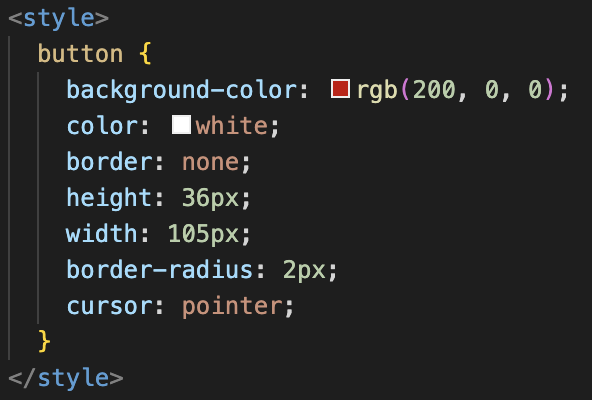 <style>
button {
background-color: rgb(200, 0, 0);
color: white;
border: none;
height: 36px;
width: 105px;
border-radius: 2px;
cursor: pointer;
}
</style>